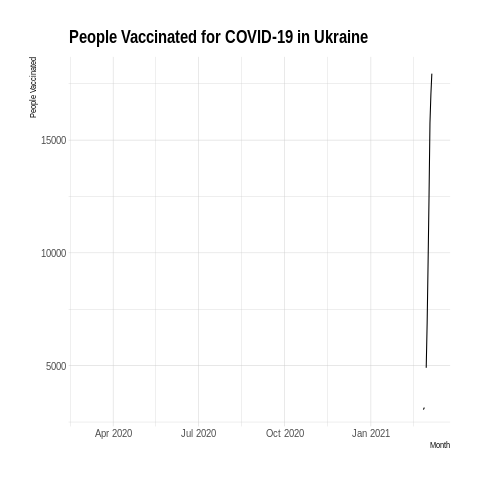 People Vaccinated for COVID-19 in Ukraine
People Vaccinated
15000
10000
5000
Apr 2020 Jul 2020 Oct 2020 Jan 2021
Month